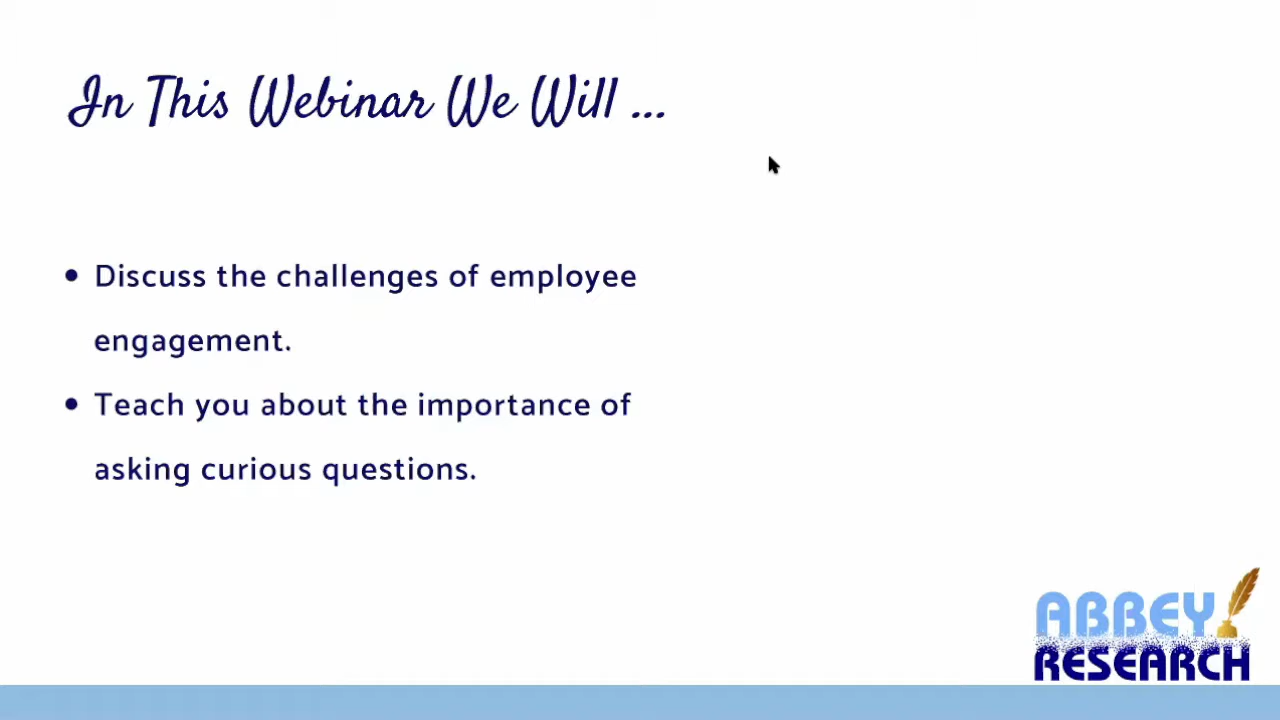 In This Webinar We Will ...
• Discuss the challenges of employee
engagement.
• Teach you about the importance of
asking curious questions.
ABBEY
RESEARCH